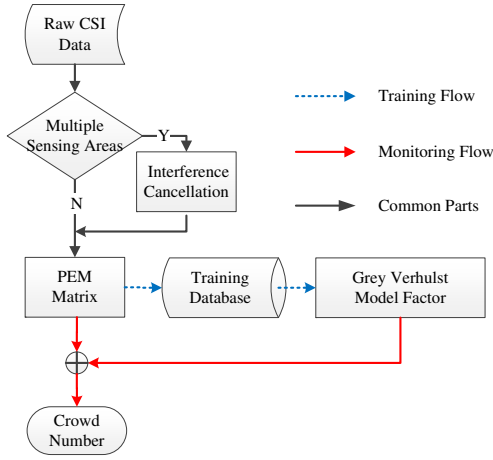 Raw CSI
Data
Multiple
Sensing Areas
Y
Interference
Cancellation
N
PEM
Matrix
Training
Database
Grey Verhulst
Model Factor
Crowd
Number
Training Flow
Monitoring Flow
Common Parts